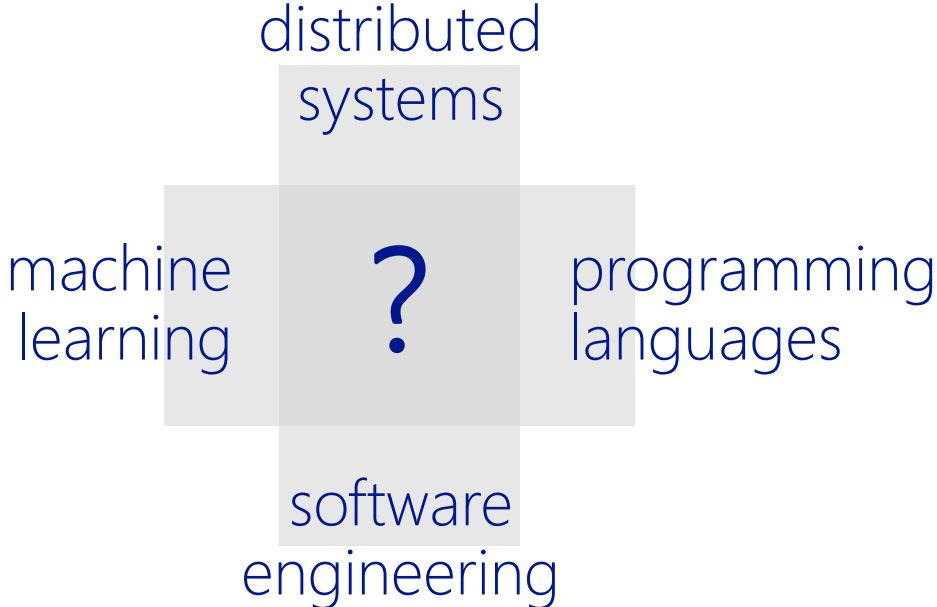 distributed
systems
machine
learning
?
programming
languages
software
engineering